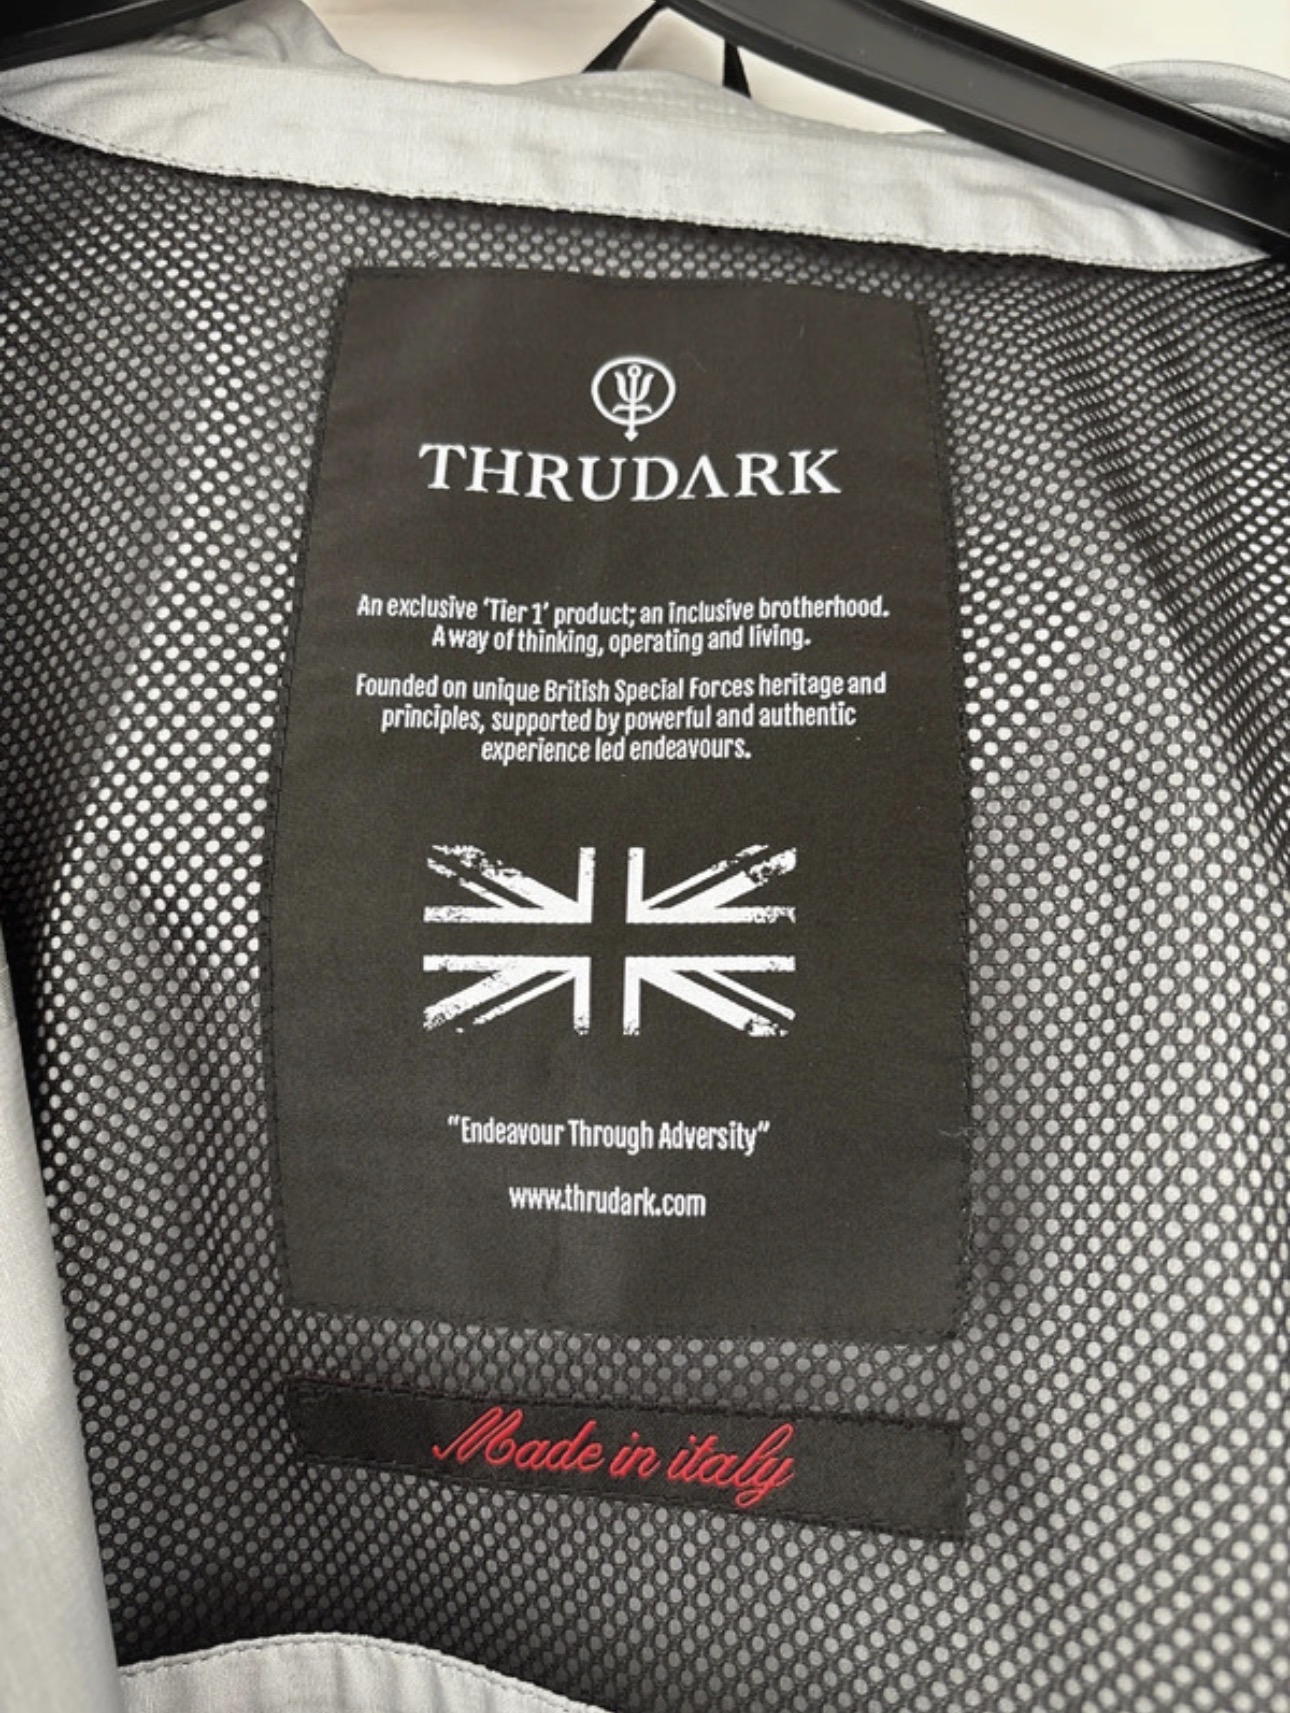 THRUDARK
An exclusive ‘Tier 1’ product; an inclusive brotherhood.
A way of thinking, operating and living.
Founded on unique British Special Forces heritage and
principles, supported by powerful and authentic
experience led endeavours.
“Endeavour Through Adversity”
www.thrudark.com
Made in italy